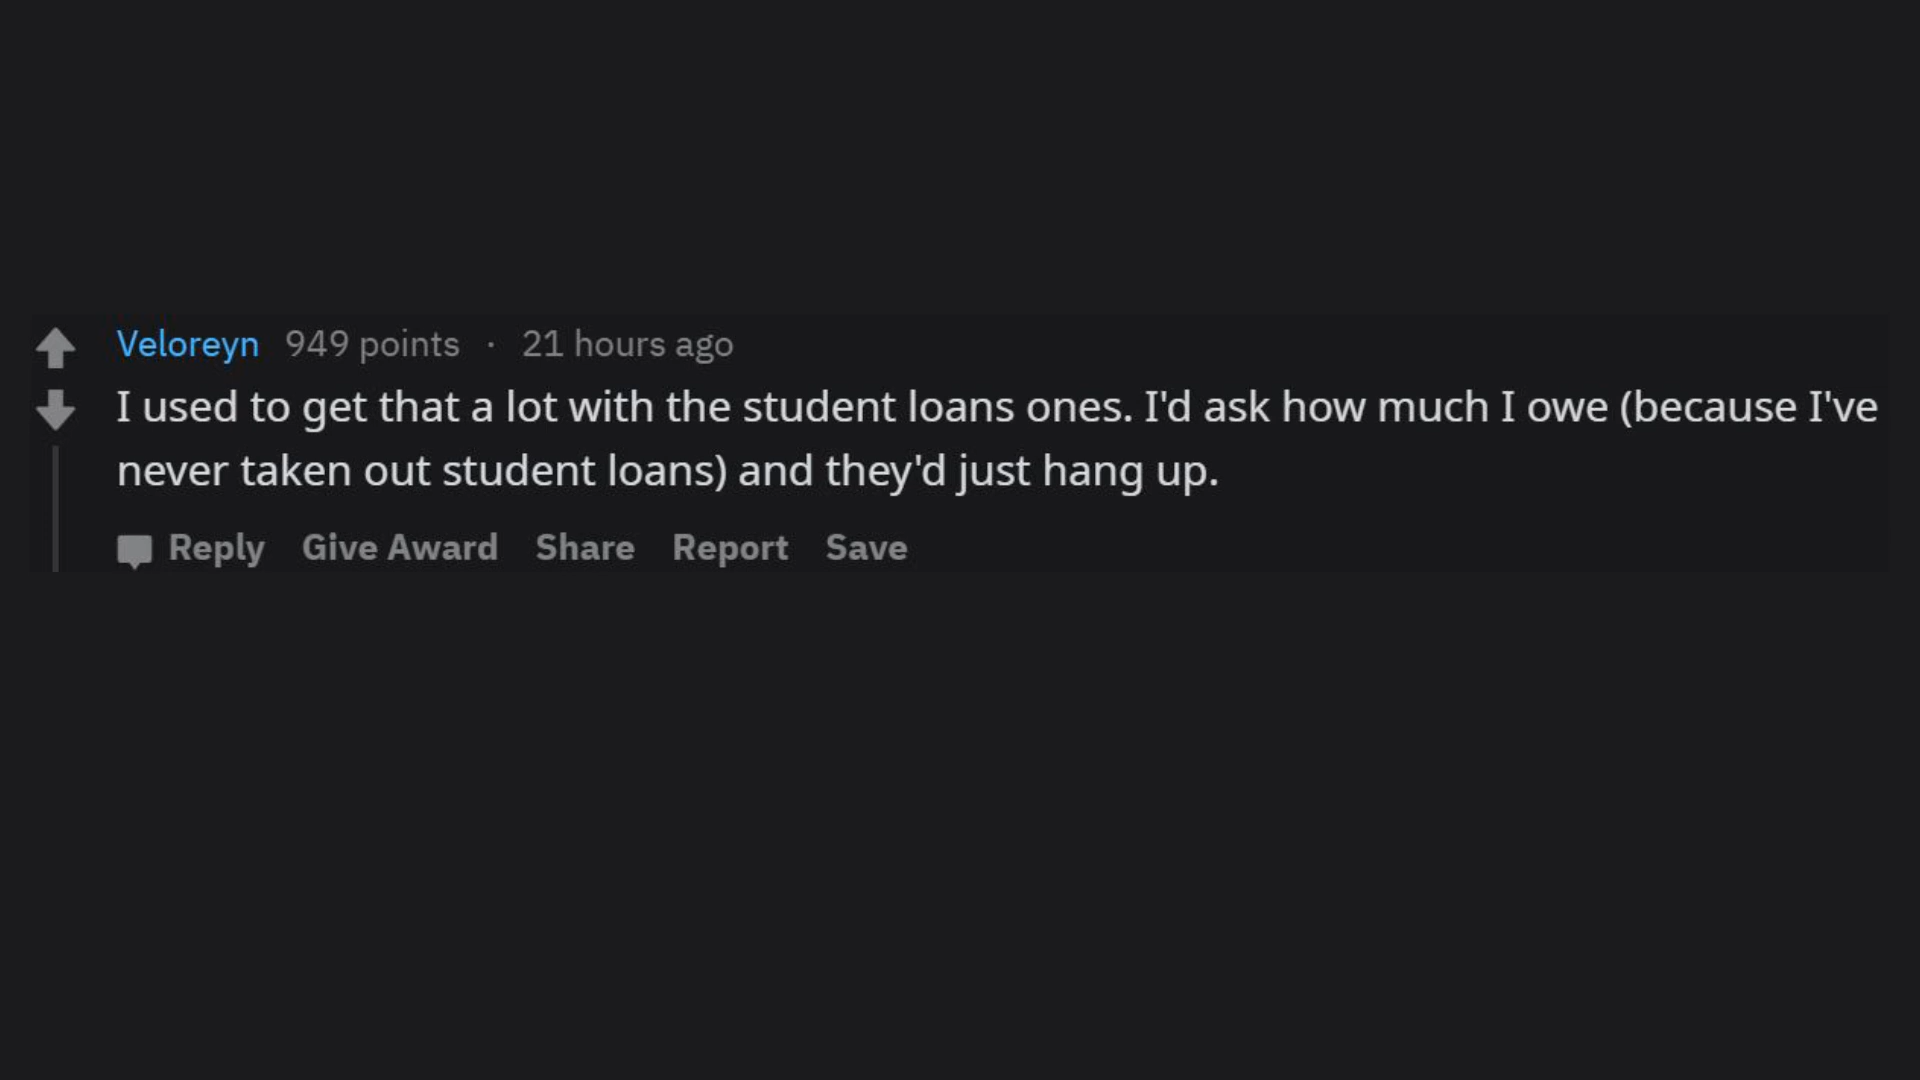 Veloreyn 949 points · 21 hours ago
I used to get that a lot with the student loans ones. I'd ask how much I owe (because I've
never taken out student loans) and they'd just hang up.
Reply Give Award Share Report Save